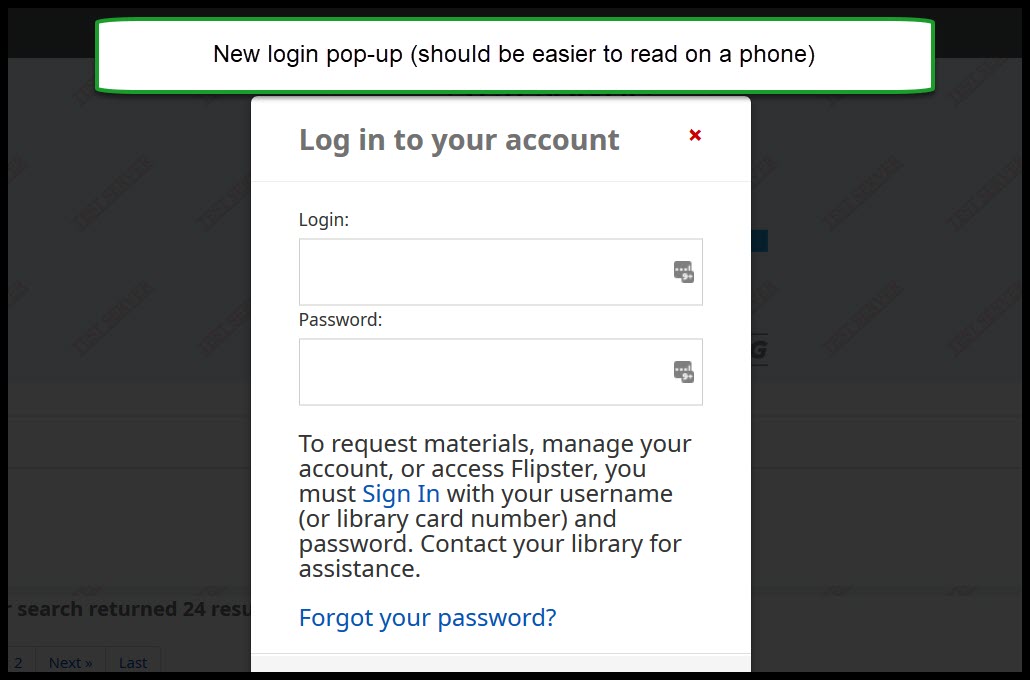 New login pop-up (should be easier to read on a phone)
Log in to your account
Login:
Password:
To request materials, manage your
account, or access Flipster, you
must Sign In with your username
(or library card number) and
password. Contact your library for
assistance.
Forgot your password?
TEST SERVER
search returned 24 resu
2 Next » Last